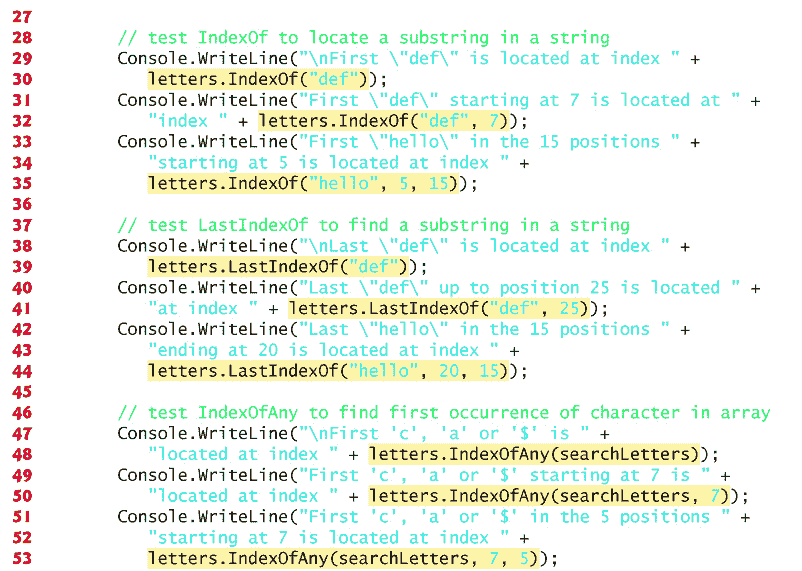 27
28 // test IndexOf to locate a substring in a string
29 Console.WriteLine("\nFirst \"def\" is located at index " +
30 letters.IndexOf("def"));
31 Console.WriteLine("First \"def\" starting at 7 is located at " +
32 "index " + letters.IndexOf("def", 7));
33 Console.WriteLine("First \"hello\" in the 15 positions " +
34 "starting at 5 is located at index " +
35 letters.IndexOf("hello", 5, 15));
36
37 // test LastIndexOf to find a substring in a string
38 Console.WriteLine("\nLast \"def\" is located at index " +
39 letters.LastIndexOf("def"));
40 Console.WriteLine("Last \"def\" up to position 25 is located " +
41 "at index " + letters.LastIndexOf("def", 25));
42 Console.WriteLine("Last \"hello\" in the 15 positions " +
43 "ending at 20 is located at index " +
44 letters.LastIndexOf("hello", 20, 15));
45
46 // test IndexOfAny to find first occurrence of character in array
47 Console.WriteLine("\nFirst 'c', 'a' or '$' is " +
48 "located at index " + letters.IndexOfAny(searchLetters));
49 Console.WriteLine("First 'c', 'a' or '$' starting at 7 is " +
50 "located at index " + letters.IndexOfAny(searchLetters, 7));
51 Console.WriteLine("First 'c', 'a' or '$' in the 5 positions " +
52 "starting at 7 is located at index " +
53 letters.IndexOfAny(searchLetters, 7, 5));